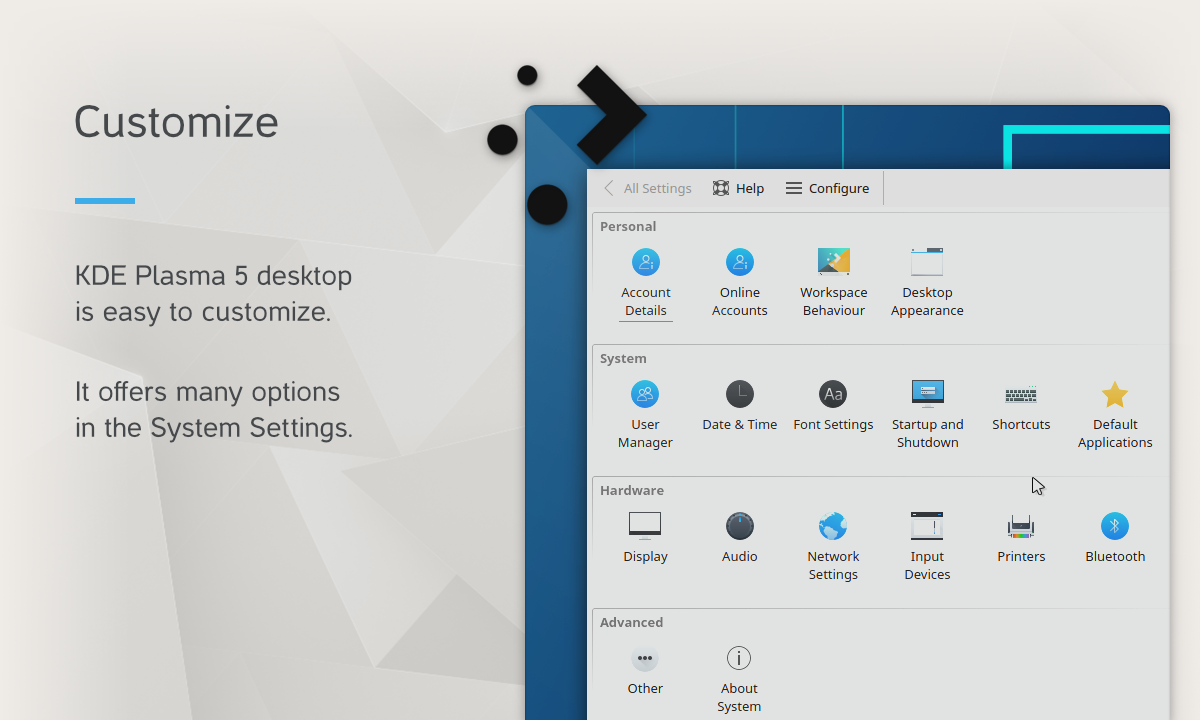 Customize
KDE Plasma 5 desktop
is easy to customize.
It offers many options
in the System Settings.
All Settings
Help
Configure
Personal
Account
Details
Online
Accounts
Workspace
Behaviour
Desktop
Appearance
System
User
Manager
Date & Time
Font Settings
Aa
Startup and
Shutdown
Shortcuts
Default
Applications
Hardware
Display
Audio
Network
Settings
Input
Devices
Printers
Bluetooth
Advanced
Other
About
System